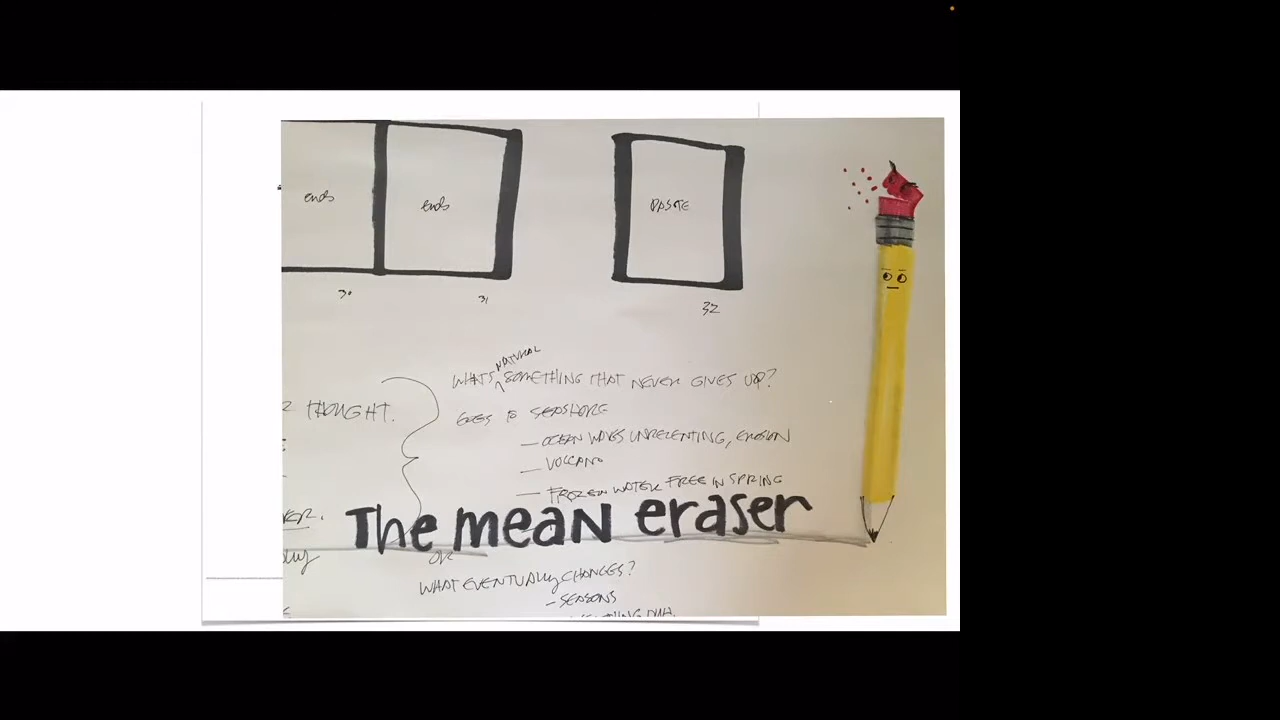 ends
ends
PASTE
30
31
32
NATURAL
WHATS SOMETHING THAT NEVER GIVES UP?
THOUGHT.
GOES TO SEASHORE
— OCEAN WAVES UNRELENTING, EROSION
— VOLCANO
— FROZEN WATER FREE IN SPRING
The meaN eraser
OR
WHAT EVENTUALLY CHANGES?
- SEASONS